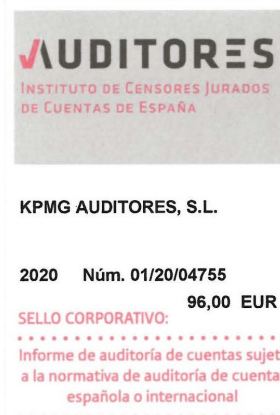 AUDITORES
INSTITUTO DE CENSORES JURADOS
DE CUENTAS DE ESPAÑA
KPMG AUDITORES, S.L.
2020 Núm. 01/20/04755
96,00 EUR
SELLO CORPORATIVO:
Informe de auditoría de cuentas sujet
a la normativa de auditoría de cuenta
española o internacional